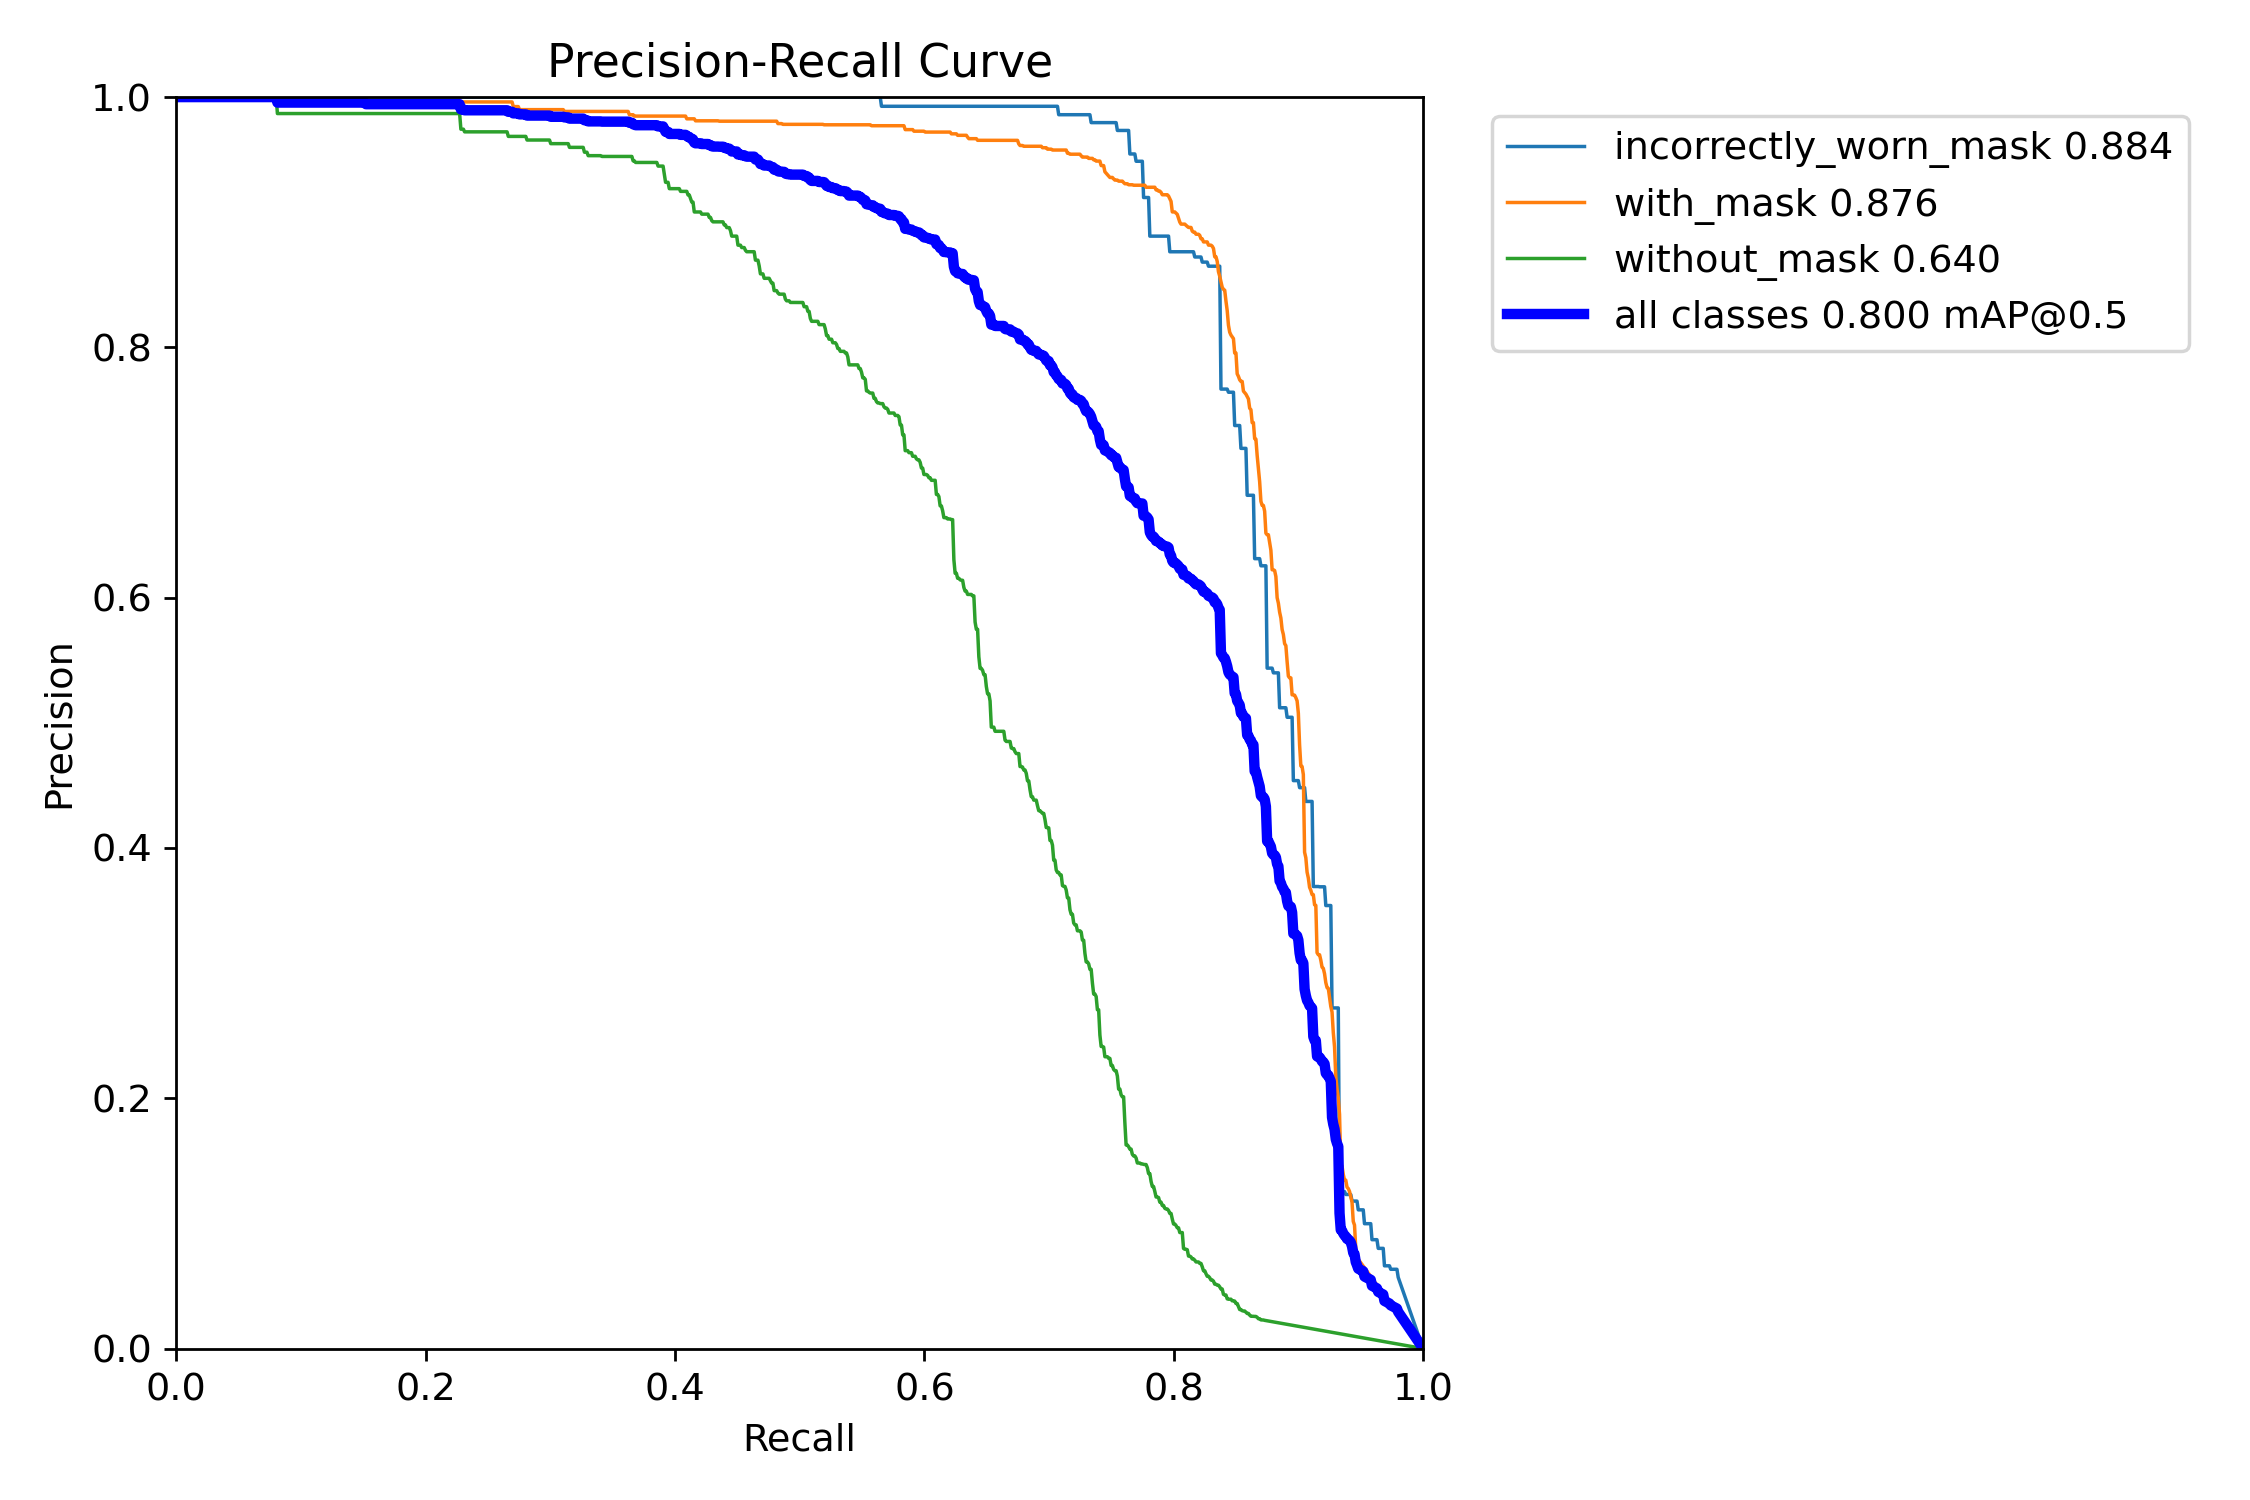 Precision-Recall Curve
1.0
0.8
0.6
0.4
0.2
0.0
Precision
0.0 0.2 0.4 0.6 0.8 1.0
Recall
incorrectly_worn_mask 0.884
with_mask 0.876
without_mask 0.640
all classes 0.800 mAP@0.5